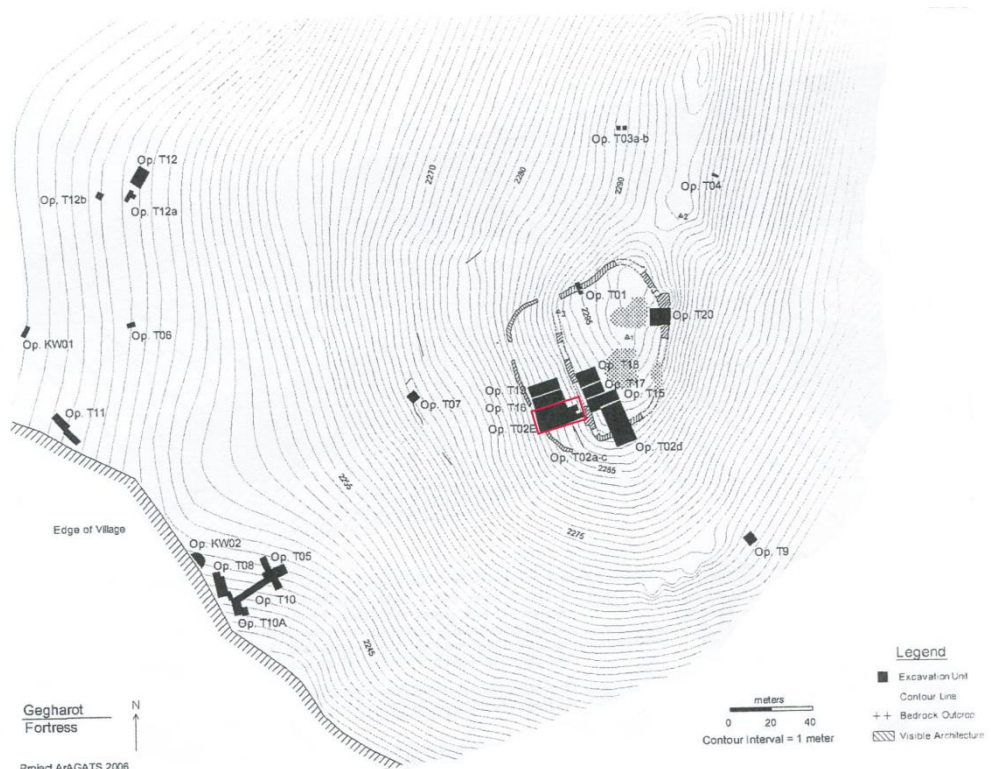 Op. T03a-b
Op. T12
Op. T04
2270
2280
2290
Op. T12b
Op. T12a
2
Op. T01
2295
3
Op. T20
Op. KW01
Op. T06
1
Op. T18
Op. T17
Op. T15
Op. T16
Op. T07
Op. T02E
Op. T11
Op. T02d
Op. T02a-c
2285
2255
Edge of Village
2275
Op. T9
Op. KW02
Op. T05
Op. T08
Op. T10
Op. T10A
2245
Legend
Excavation Unit
Contour Line
Bedrock Outcrop
Visible Architecture
meters
0 20 40
Contour Interval = 1 meter
Gegharot
Fortress
N
Project ArAGATS 2006